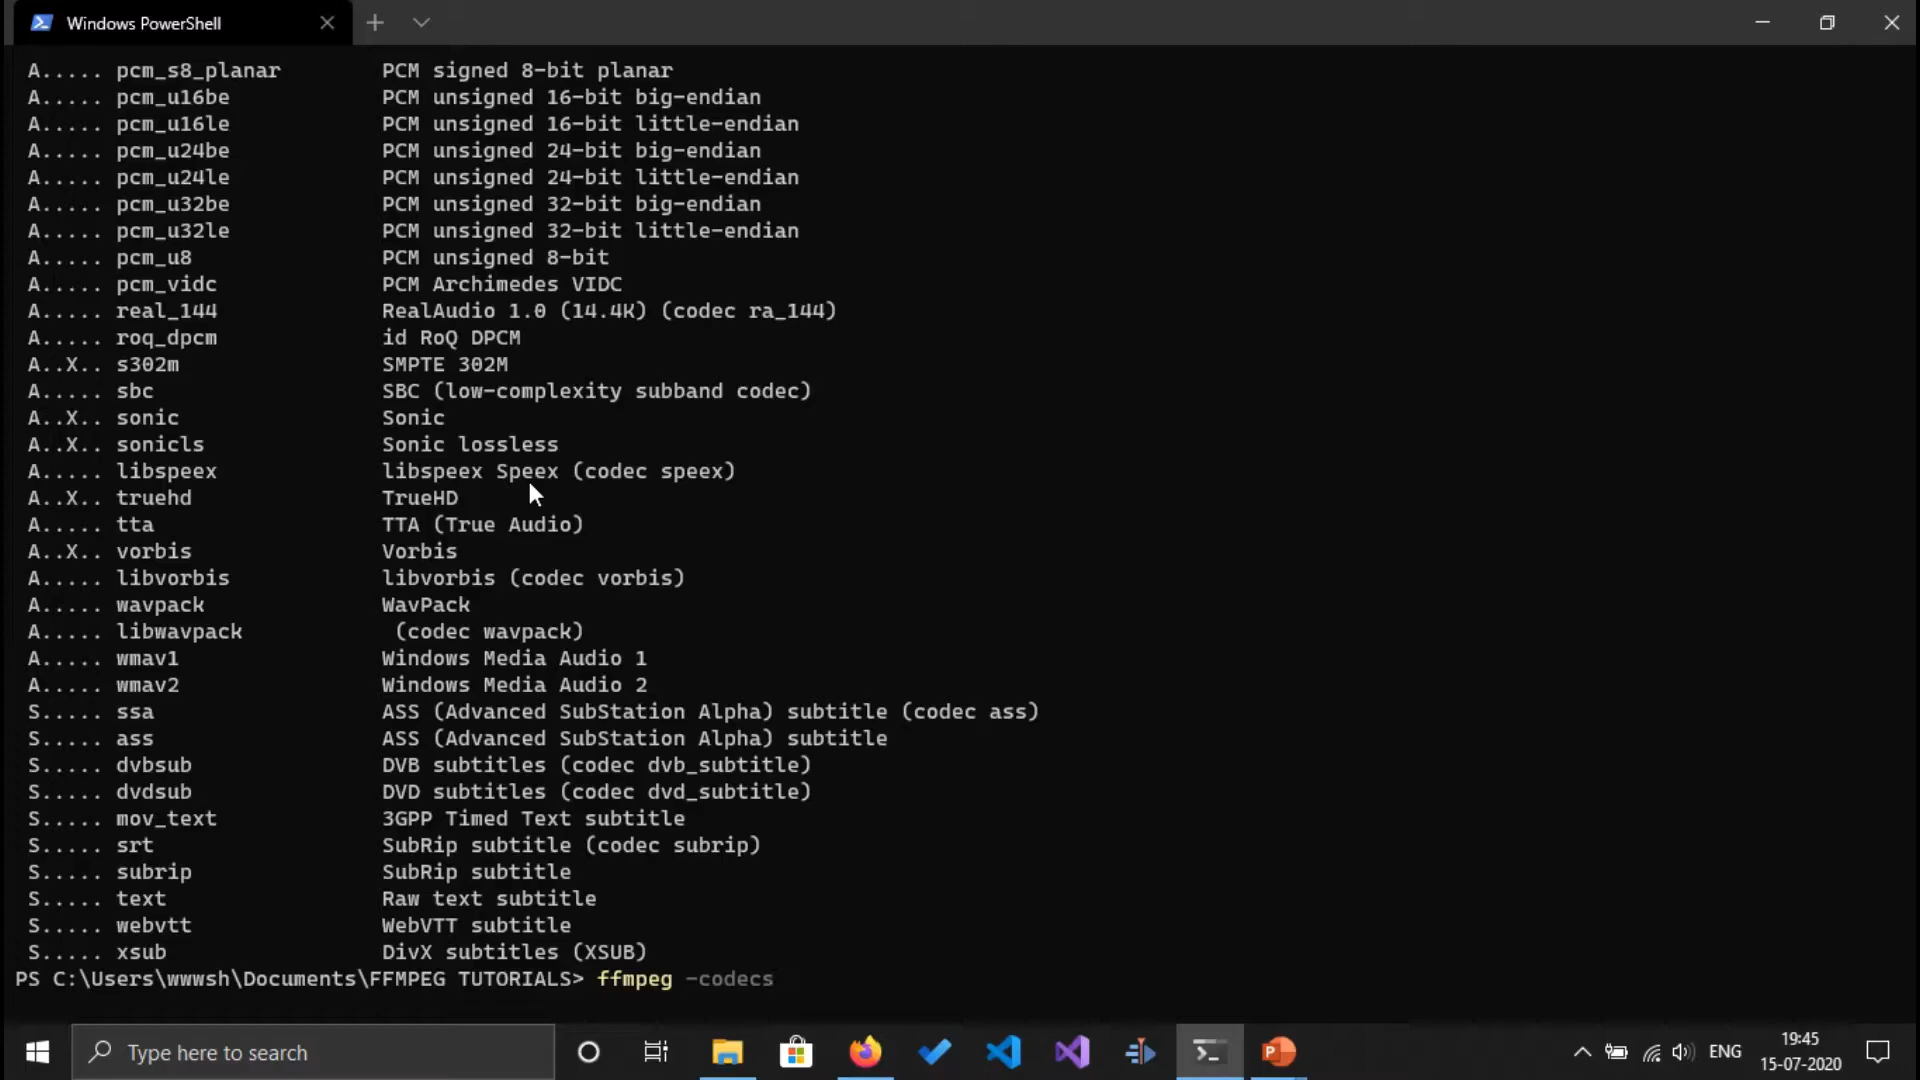 Windows PowerShell
A..... pcm_s8_planar PCM signed 8-bit planar
A..... pcm_u16be PCM unsigned 16-bit big-endian
A..... pcm_u16le PCM unsigned 16-bit little-endian
A..... pcm_u24be PCM unsigned 24-bit big-endian
A..... pcm_u24le PCM unsigned 24-bit little-endian
A..... pcm_u32be PCM unsigned 32-bit big-endian
A..... pcm_u32le PCM unsigned 32-bit little-endian
A..... pcm_u8 PCM unsigned 8-bit
A..... pcm_vidc PCM Archimedes VIDC
A..... real_144 RealAudio 1.0 (14.4K) (codec ra_144)
A..... roq_dpcm id RoQ DPCM
A..X.. s302m SMPTE 302M
A..... sbc SBC (low-complexity subband codec)
A..X.. sonic Sonic
A..X.. sonicls Sonic lossless
A..... libspeex libspeex Speex (codec speex)
A..X.. truehd TrueHD
A..... tta TTA (True Audio)
A..X.. vorbis Vorbis
A..... libvorbis libvorbis (codec vorbis)
A..... wavpack WavPack
A..... libwavpack (codec wavpack)
A..... wmav1 Windows Media Audio 1
A..... wmav2 Windows Media Audio 2
S..... ssa ASS (Advanced SubStation Alpha) subtitle (codec ass)
S..... ass ASS (Advanced SubStation Alpha) subtitle
S..... dvbsub DVB subtitles (codec dvb_subtitle)
S..... dvdsub DVD subtitles (codec dvd_subtitle)
S..... mov_text 3GPP Timed Text subtitle
S..... srt SubRip subtitle (codec subrip)
S..... subrip SubRip subtitle
S..... text Raw text subtitle
S..... webvtt WebVTT subtitle
S..... xsub DivX subtitles (XSUB)
PS C:\Users\wwwsh\Documents\FFMPEG TUTORIALS> ffmpeg -codecs
Type here to search
ENG
19:45
15-07-2020